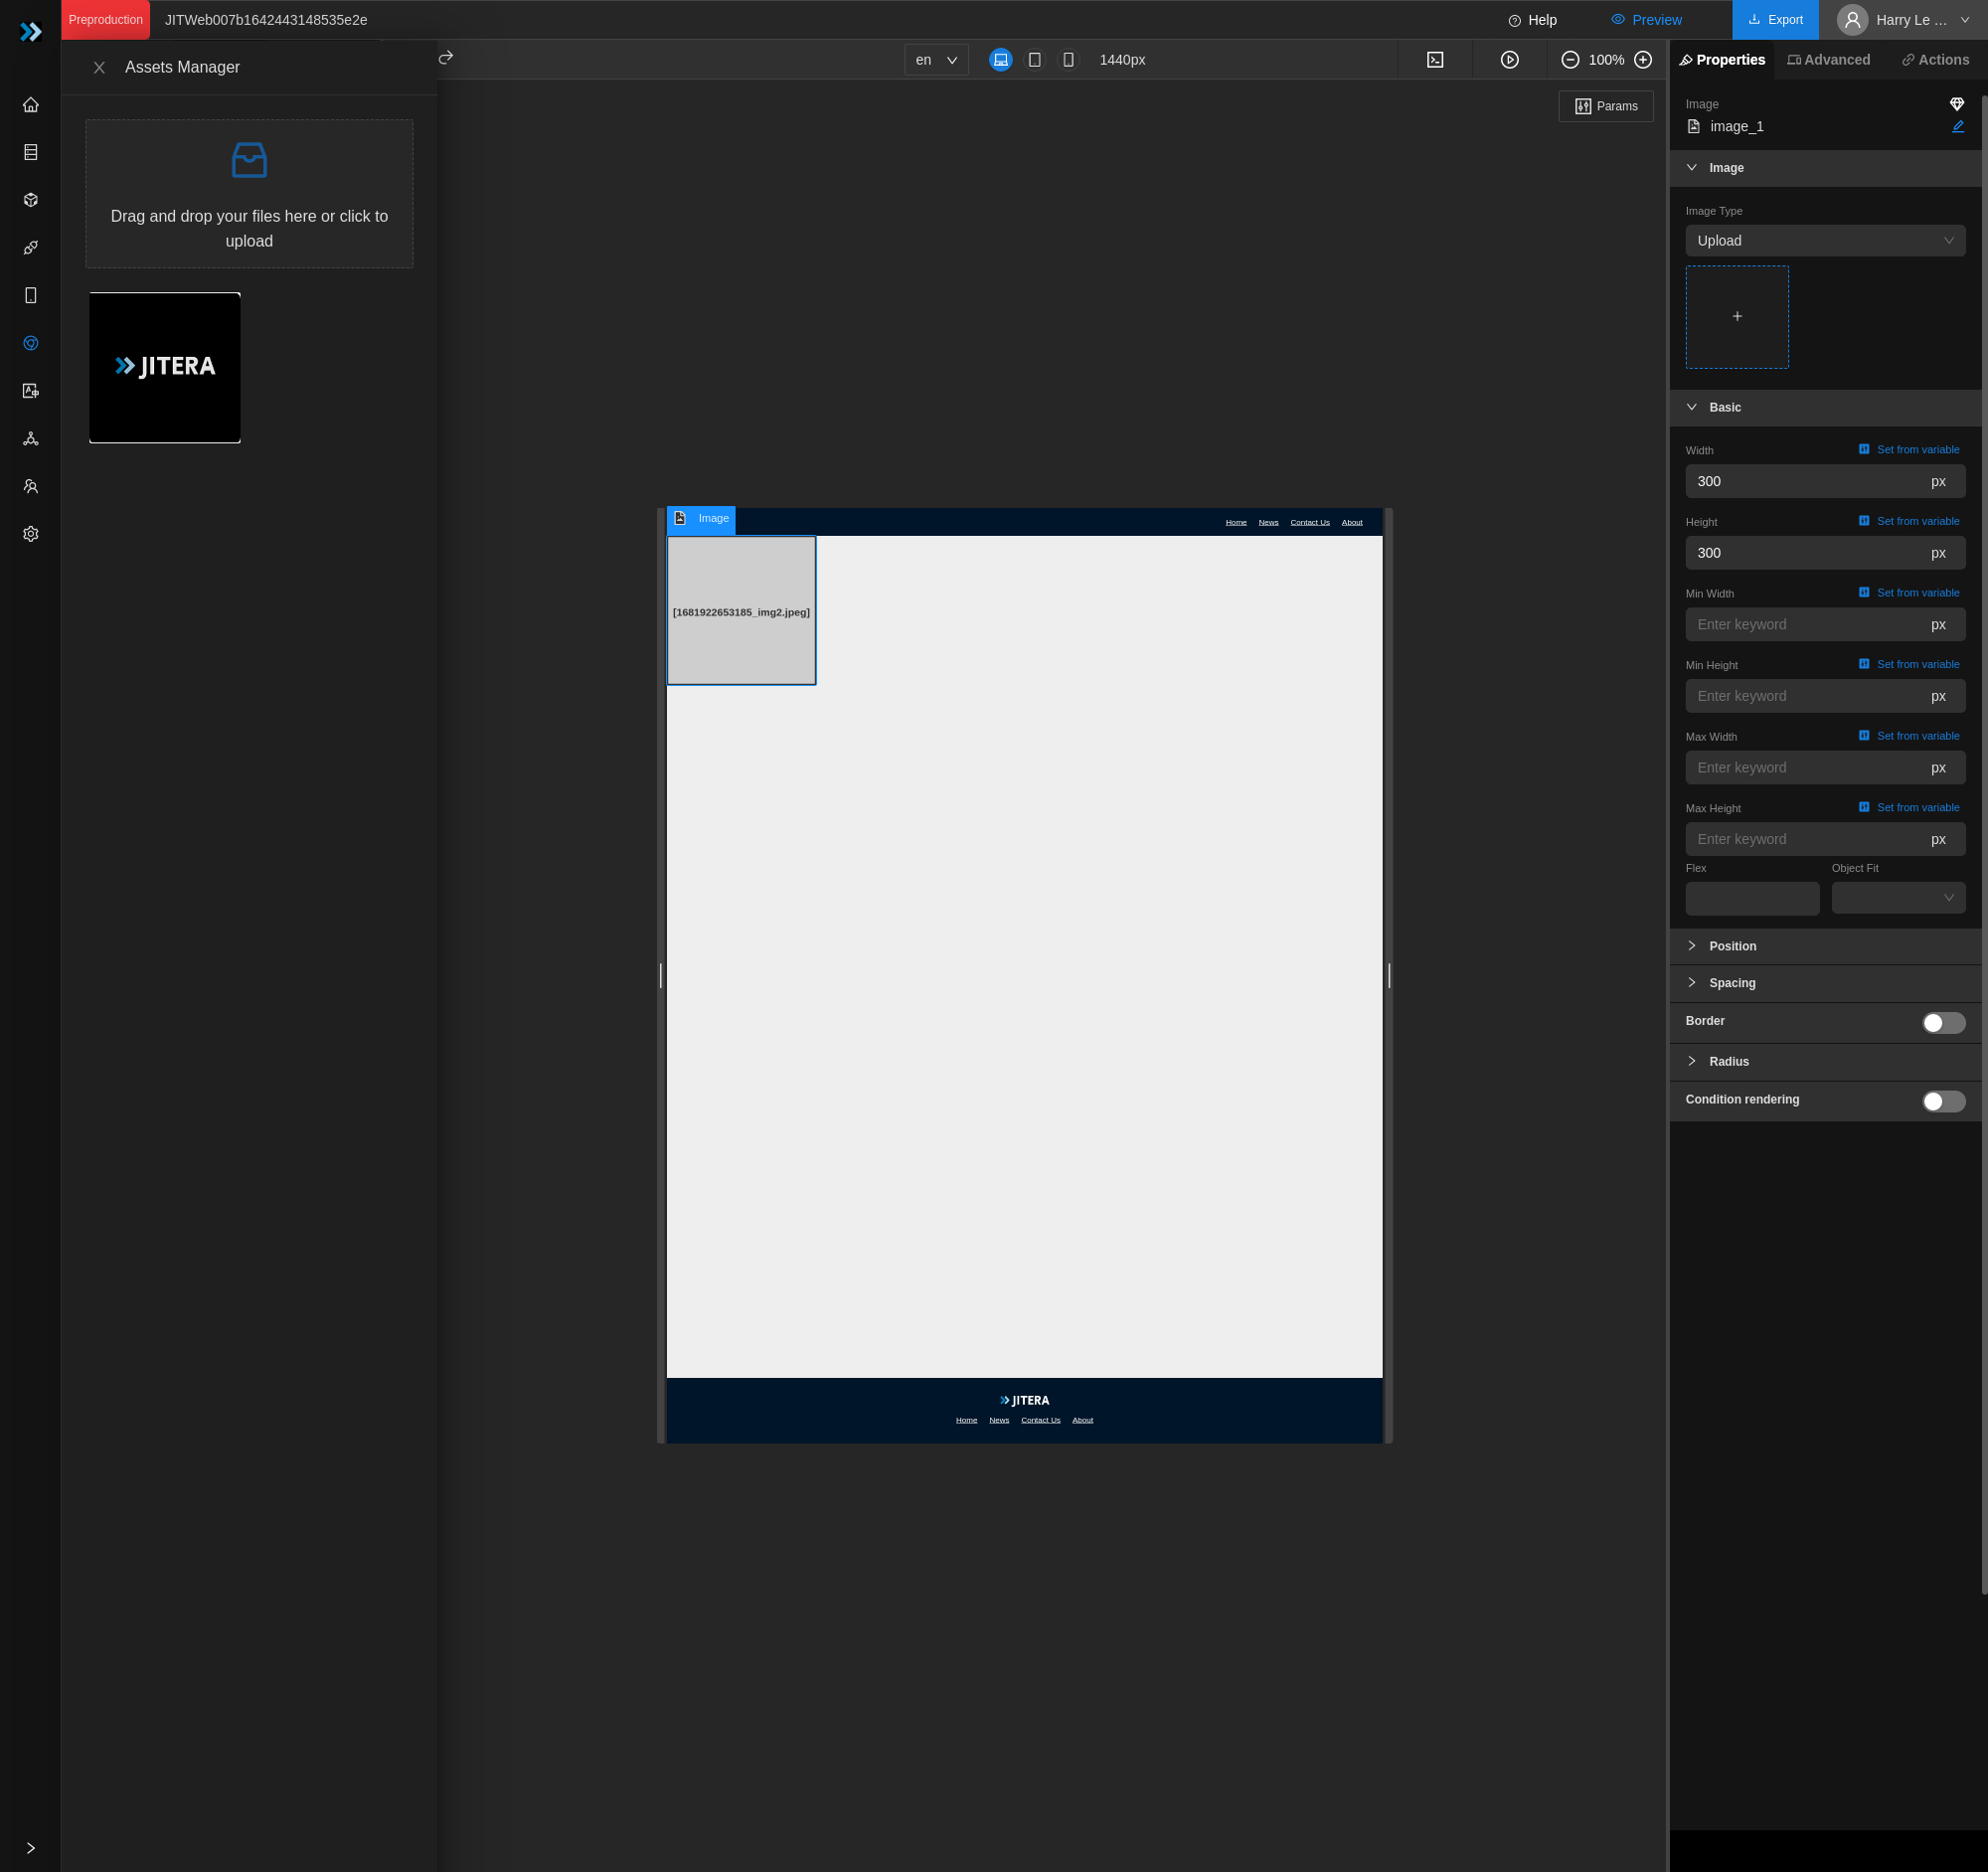 Preproduction
JITWeb007b1642443148535e2e
Help
Preview
Export
Harry Le ...
Assets Manager
en
1440px
100%
Properties
Advanced
Actions
Drag and drop your files here or click to
upload
JITERA
Params
Image
Home
News
Contact Us
About
[1681922653185_img2.jpeg]
JITERA
Home
News
Contact Us
About
Image
image_1
Image
Image Type
Upload
Basic
Width
Set from variable
300
px
Height
Set from variable
300
px
Min Width
Set from variable
Enter keyword
px
Min Height
Set from variable
Enter keyword
px
Max Width
Set from variable
Enter keyword
px
Max Height
Set from variable
Enter keyword
px
Flex
Object Fit
Position
Spacing
Border
Radius
Condition rendering